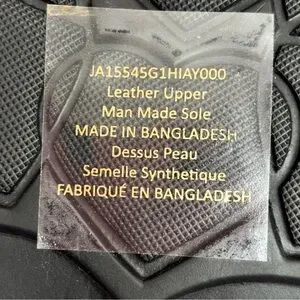 JA15545G1HIAY000
Leather Upper
Man Made Sole
MADE IN BANGLADESH
Dessus Peau
Semelle Synthetique
FABRIQUÉ EN BANGLADESH